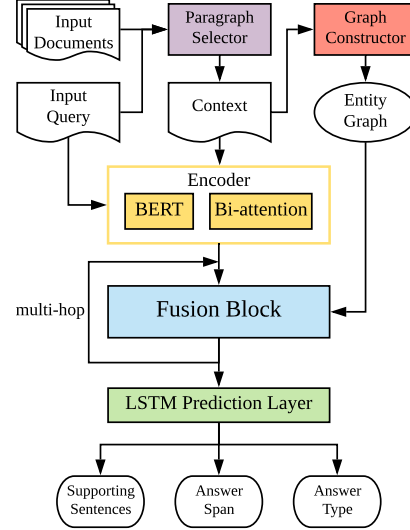 Input
Documents
Paragraph
Selector
Graph
Constructor
Input
Query
Context
Entity
Graph
Encoder
BERT
Bi-attention
multi-hop
Fusion Block
LSTM Prediction Layer
Supporting
Sentences
Answer
Span
Answer
Type